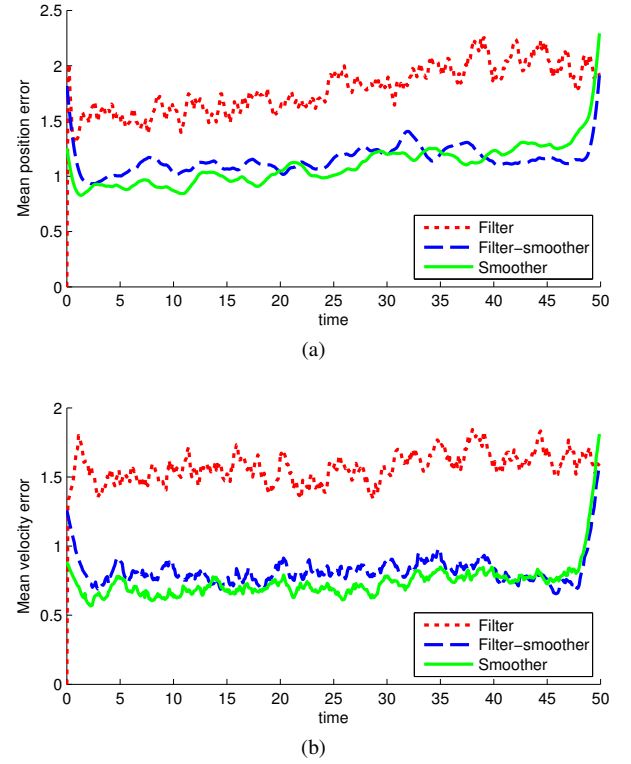 2.5
2
1.5
1
0.5
0
Mean position error
Filter
Filter−smoother
Smoother
0 5 10 15 20 25 30 35 40 45 50
time
(a)
2
1.5
1
0.5
0
Mean velocity error
Filter
Filter−smoother
Smoother
0 5 10 15 20 25 30 35 40 45 50
time
(b)